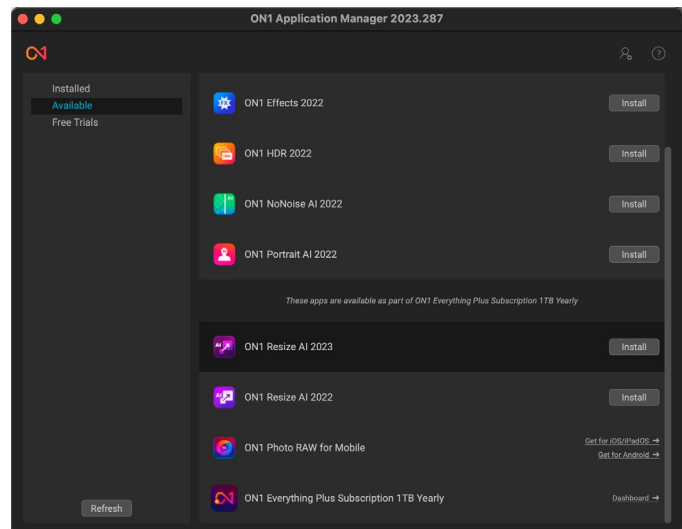 ON1 Application Manager 2023.287
Installed
Available
Free Trials
ON1 Effects 2022
Install
ON1 HDR 2022
Install
AI
ON1 NoNoise AI 2022
Install
ON1 Portrait AI 2022
Install
These apps are available as part of ON1 Everything Plus Subscription 1TB Yearly
AI
ON1 Resize AI 2023
Install
AI
ON1 Resize AI 2022
Install
ON1 Photo RAW for Mobile
Get for iOS/iPadOS →
Get for Android →
ON1 Everything Plus Subscription 1TB Yearly
Dashboard →
Refresh